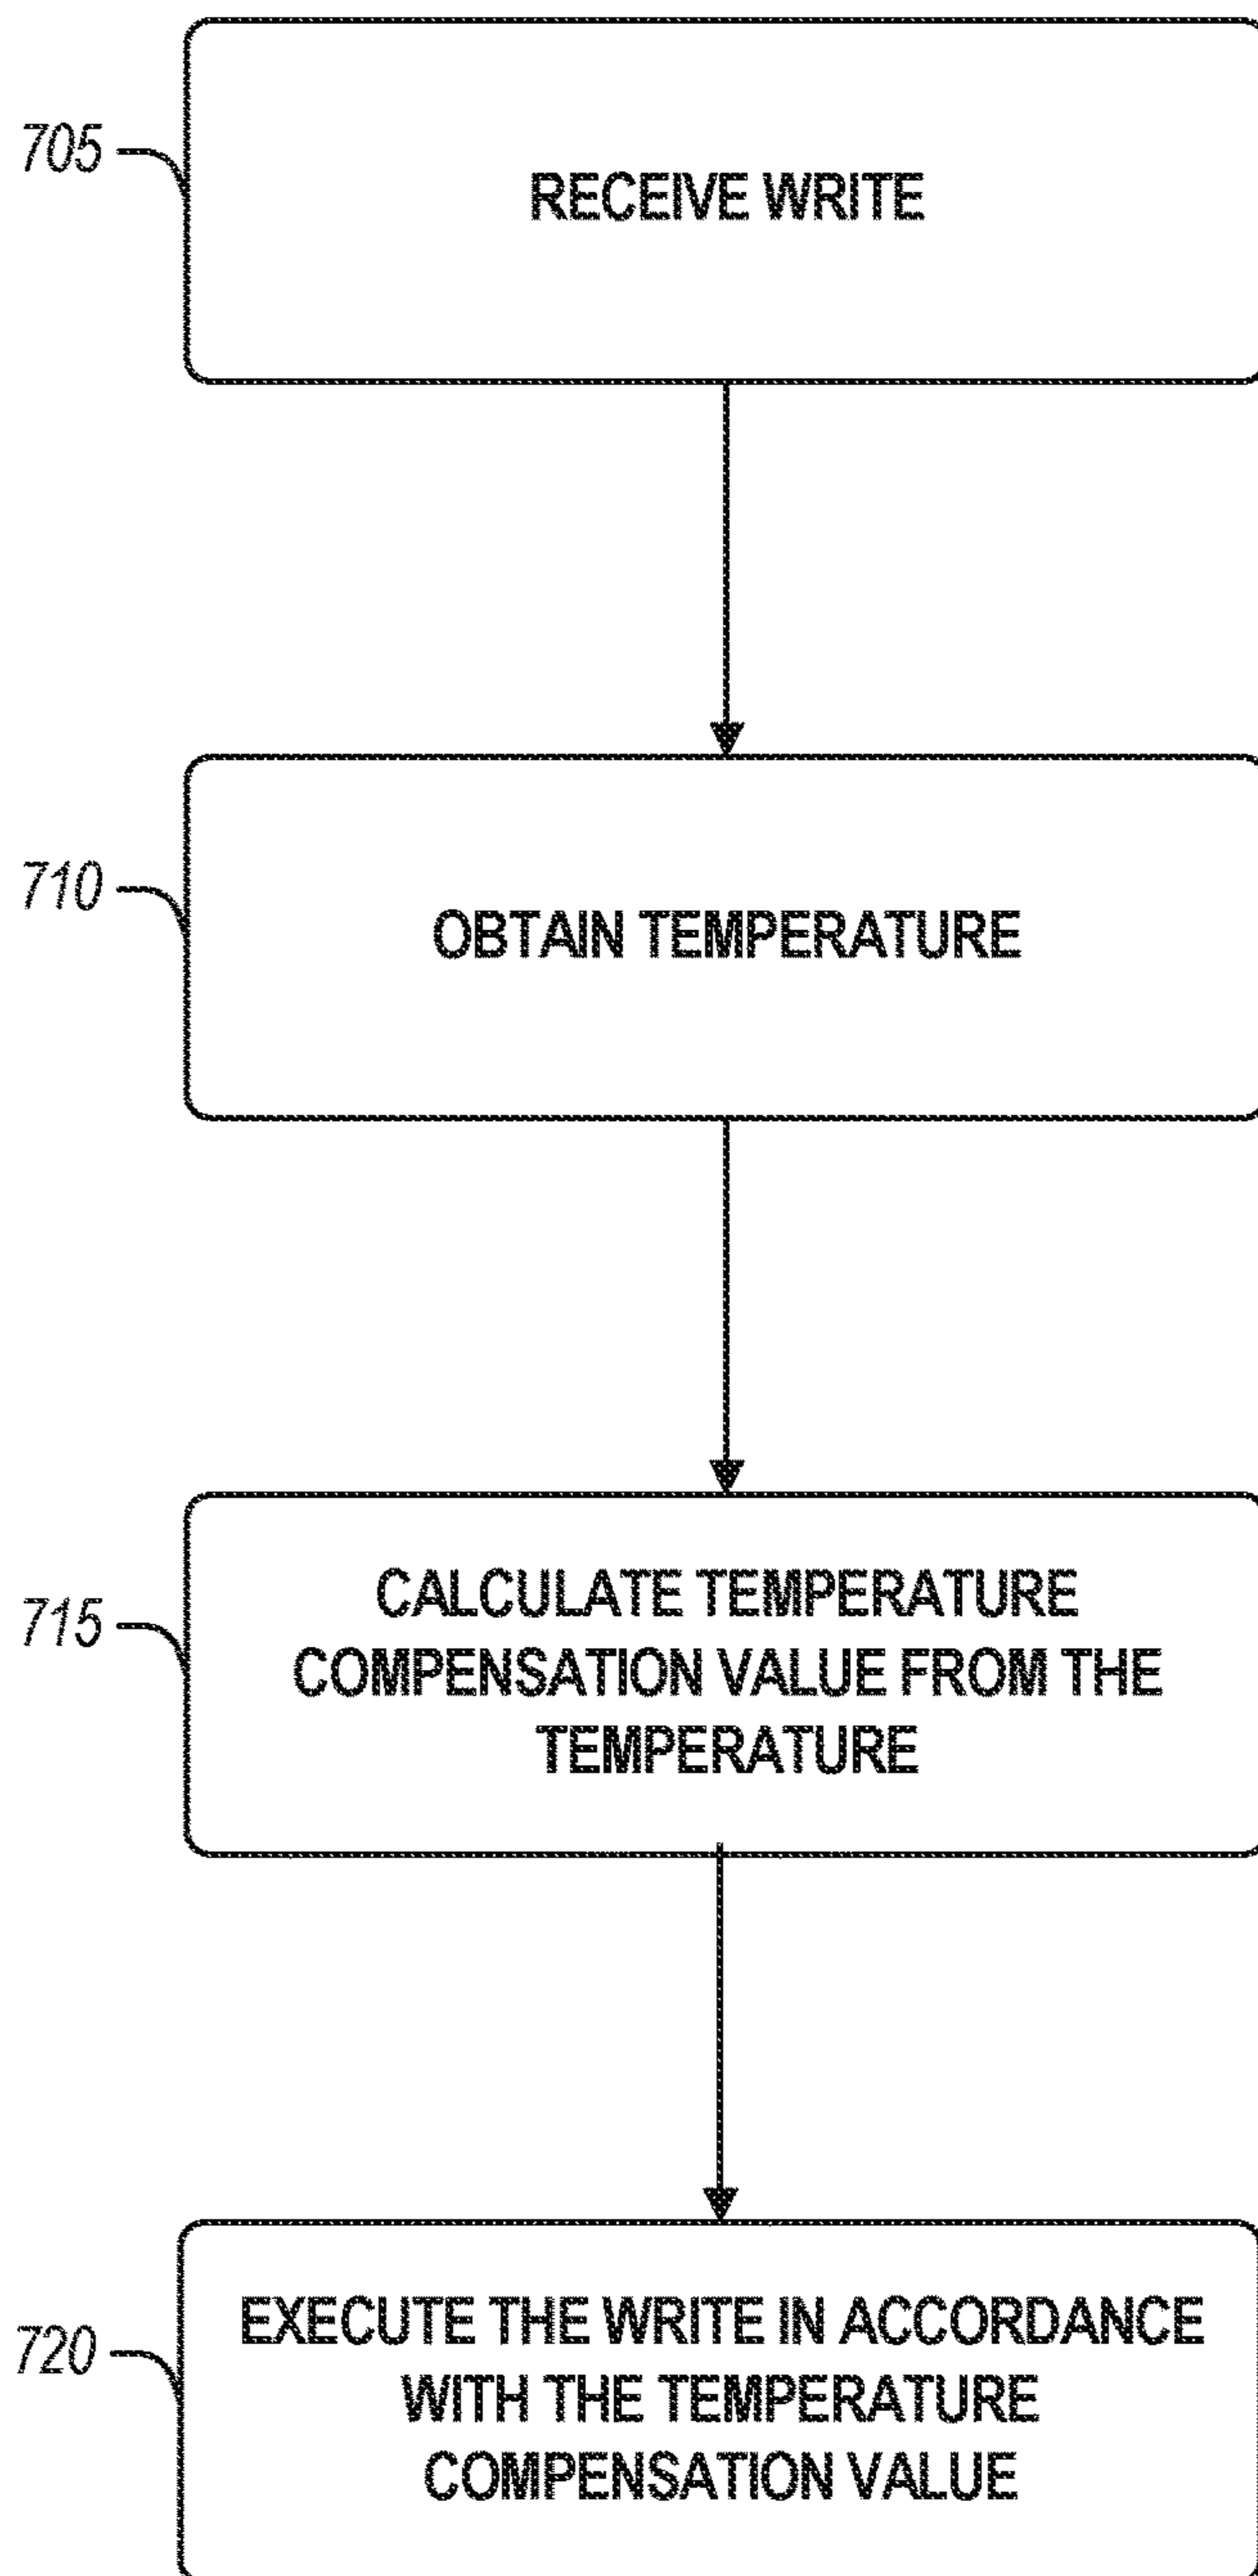 705
RECEIVE WRITE
710
OBTAIN TEMPERATURE
715
CALCULATE TEMPERATURE
COMPENSATION VALUE FROM THE
TEMPERATURE
720
EXECUTE THE WRITE IN ACCORDANCE
WITH THE TEMPERATURE
COMPENSATION VALUE